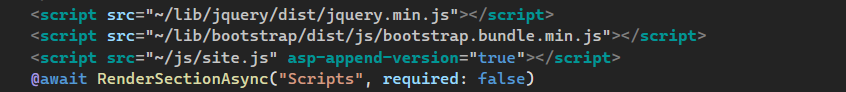 <script src="~/lib/jquery/dist/jquery.min.js"></script>
<script src="~/lib/bootstrap/dist/js/bootstrap.bundle.min.js"></script>
<script src="~/js/site.js" asp-append-version="true"></script>
@await RenderSectionAsync("Scripts", required: false)